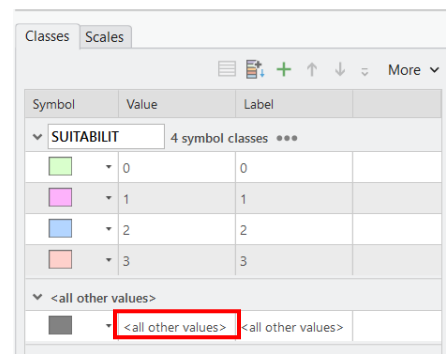 Classes Scales
More
Symbol Value Label
SUITABILIT 4 symbol classes
0 0
1 1
2 2
3 3
<all other values>
<all other values> <all other values>